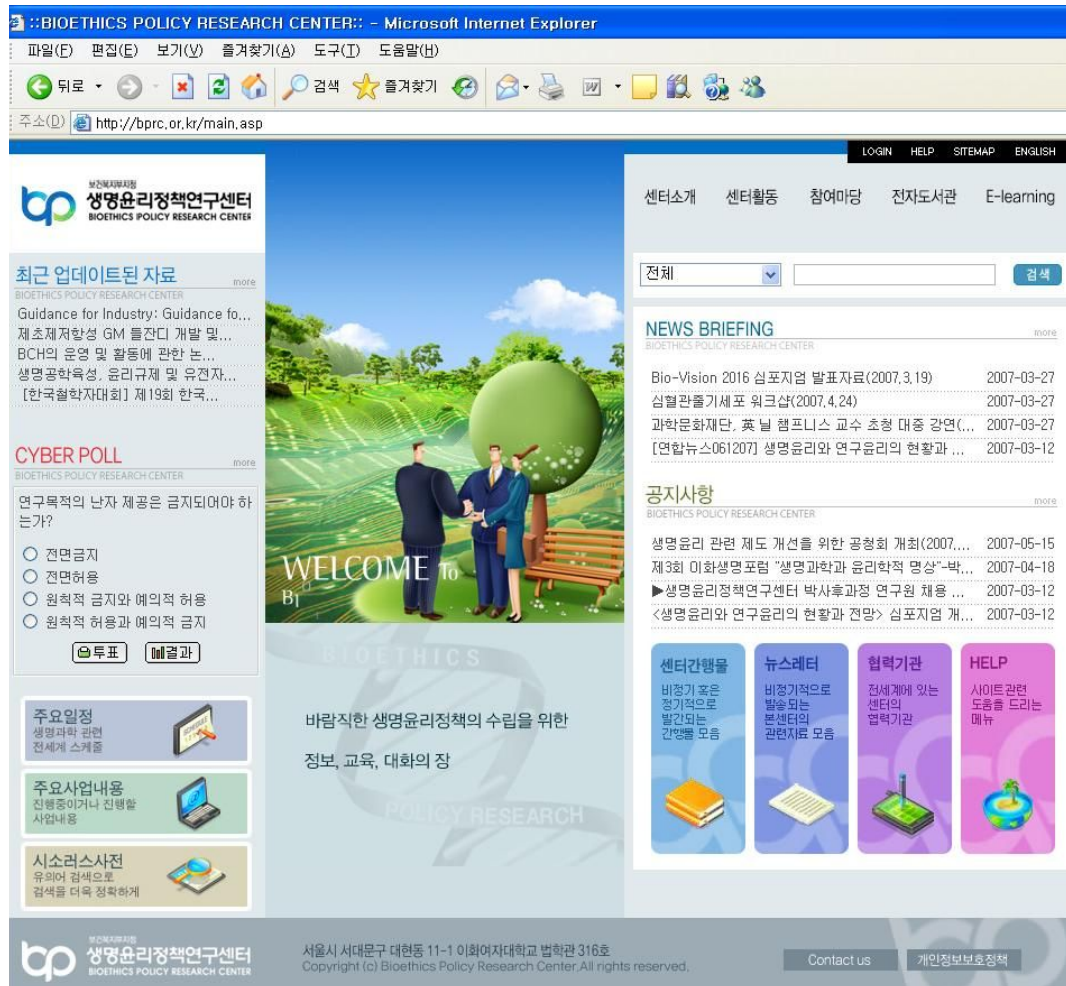 ::BIOETHICS POLICY RESEARCH CENTER:: - Microsoft Internet Explorer
파일(F) 편집(E) 보기(V) 즐겨찾기(A) 도구(T) 도움말(H)
뒤로 검색 즐겨찾기
주소(D) http://bprc.or.kr/main.asp
LOGIN HELP SITEMAP ENGLISH
보건복지부지정
bp 생명윤리정책연구센터
BIOETHICS POLICY RESEARCH CENTER
센터소개 센터활동 참여마당 전자도서관 E-learning
최근 업데이트된 자료 more
BIOETHICS POLICY RESEARCH CENTER
Guidance for Industry: Guidance fo...
제초제저항성 GM 들잔디 개발 및...
BCH의 운영 및 활동에 관한 논...
생명공학육성, 윤리규제 및 유전자...
[한국철학자대회] 제19회 한국...
CYBER POLL more
BIOETHICS POLICY RESEARCH CENTER
연구목적의 난자 제공은 금지되어야 하
는가?
전면금지
전면허용
원칙적 금지와 예외적 허용
원칙적 허용과 예외적 금지
투표 결과
주요일정
생명과학 관련
전세계 스케줄
주요사업내용
진행중이거나 진행할
사업내용
시소러스사전
유의어 검색으로
검색을 더욱 정확하게
WELCOME To
BI
BIOETHICS
바람직한 생명윤리정책의 수립을 위한
정보, 교육, 대화의 장
POLICY RESEARCH
전체 검색
NEWS BRIEFING more
BIOETHICS POLICY RESEARCH CENTER
Bio-Vision 2016 심포지엄 발표자료(2007.3.19) 2007-03-27
심혈관줄기세포 워크샵(2007.4.24) 2007-03-27
과학문화재단, 英 닐 챔프니스 교수 초청 대중 강연(... 2007-03-27
[연합뉴스061207] 생명윤리와 연구윤리의 현황과 ... 2007-03-12
공지사항 more
BIOETHICS POLICY RESEARCH CENTER
생명윤리 관련 제도 개선을 위한 공청회 개최(2007,... 2007-05-15
제3회 이화생명포럼 "생명과학과 윤리학적 명상"-박... 2007-04-18
▶생명윤리정책연구센터 박사후과정 연구원 채용 ... 2007-03-12
<생명윤리와 연구윤리의 현황과 전망> 심포지엄 개... 2007-03-12
센터간행물
비정기 혹은
정기적으로
발간되는
간행물 모음
뉴스레터
비정기적으로
발송되는
본센터의
관련자료 모음
협력기관
전세계에 있는
센터의
협력기관
HELP
사이트관련
도움을 드리는
메뉴
보건복지부지정
bp 생명윤리정책연구센터
BIOETHICS POLICY RESEARCH CENTER
서울시 서대문구 대현동 11-1 이화여자대학교 법학관 316호
Copyright (c) Bioethics Policy Research Center.All rights reserved.
Contact us 개인정보보호정책